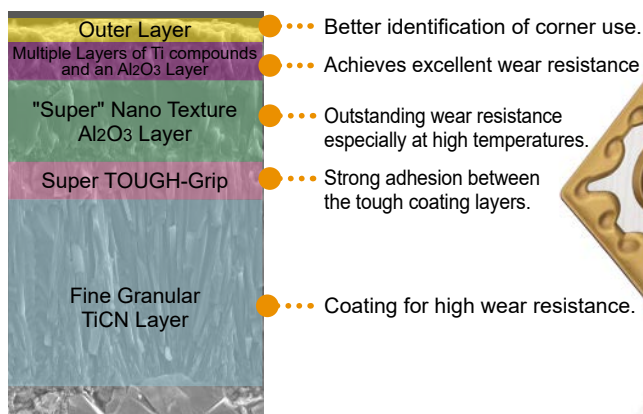 Outer Layer
Better identification of corner use.
Multiple Layers of Ti compounds
and an Al2O3 Layer
Achieves excellent wear resistance
"Super" Nano Texture
Al2O3 Layer
Outstanding wear resistance
especially at high temperatures.
Super TOUGH-Grip
Strong adhesion between
the tough coating layers.
Fine Granular
TiCN Layer
Coating for high wear resistance.